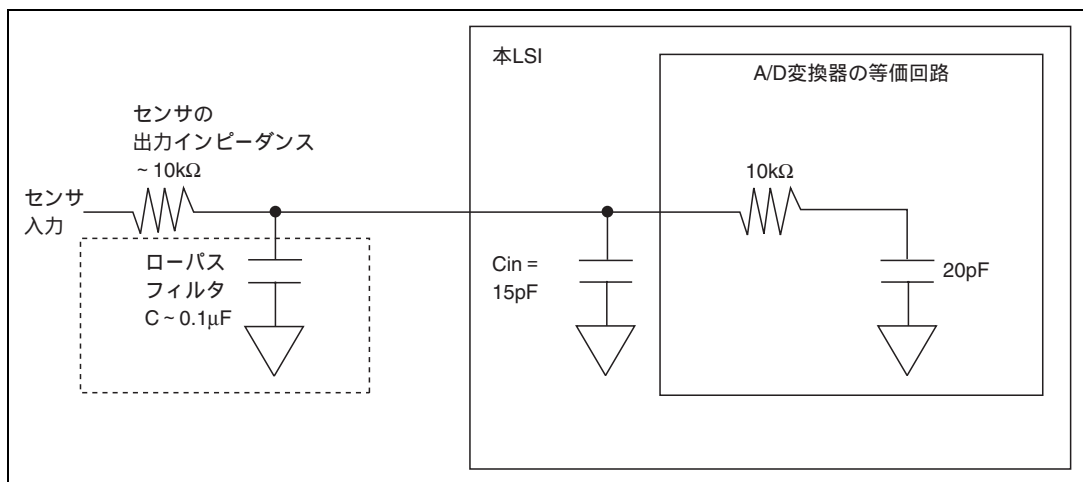 本LSI
A/D変換器の等価回路
センサの
出力インピーダンス
~ 10kΩ
10kΩ
センサ
入力
ローパス
フィルタ
C ~ 0.1μF
Cin =
15pF
20pF